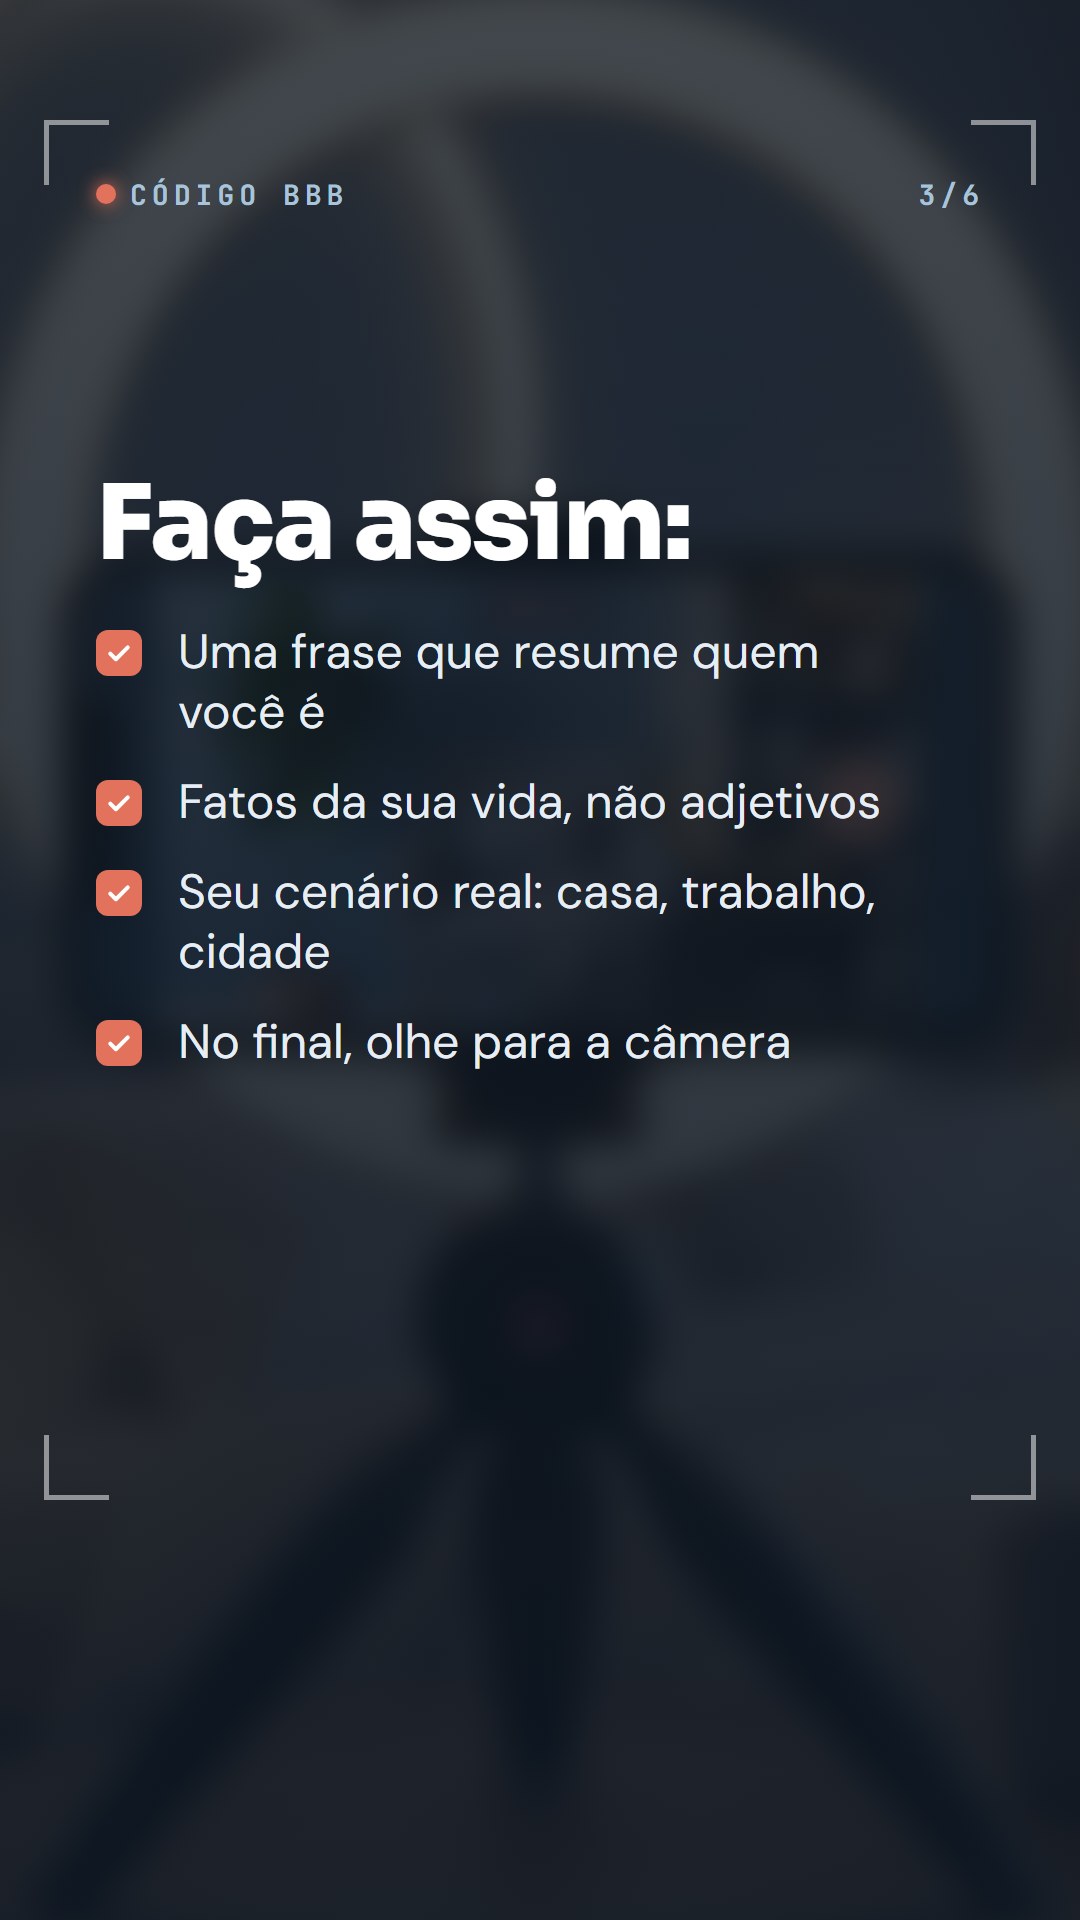 CÓDIGO BBB
3/6
Faça assim:
Uma frase que resume quem
você é
Fatos da sua vida, não adjetivos
Seu cenário real: casa, trabalho,
cidade
No final, olhe para a câmera